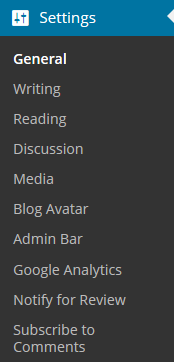 Settings
General
Writing
Reading
Discussion
Media
Blog Avatar
Admin Bar
Google Analytics
Notify for Review
Subscribe to
Comments